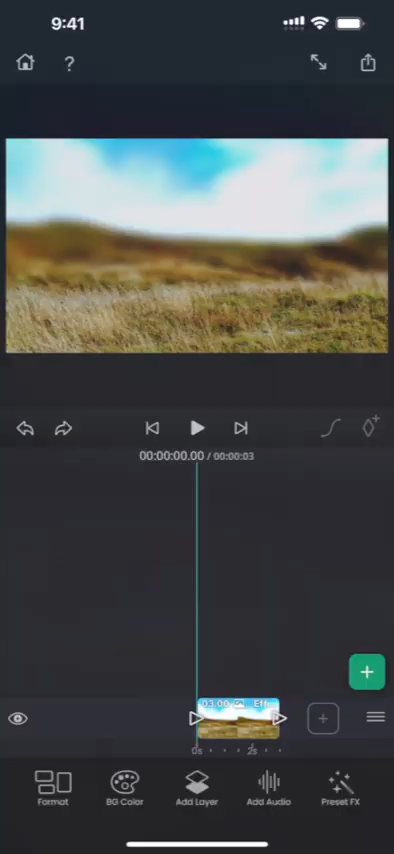 9:41
?
00:00:00.00 / 00:00:03
03.00 Eff
0s 2s
Format BG Color Add Layer Add Audio Preset FX